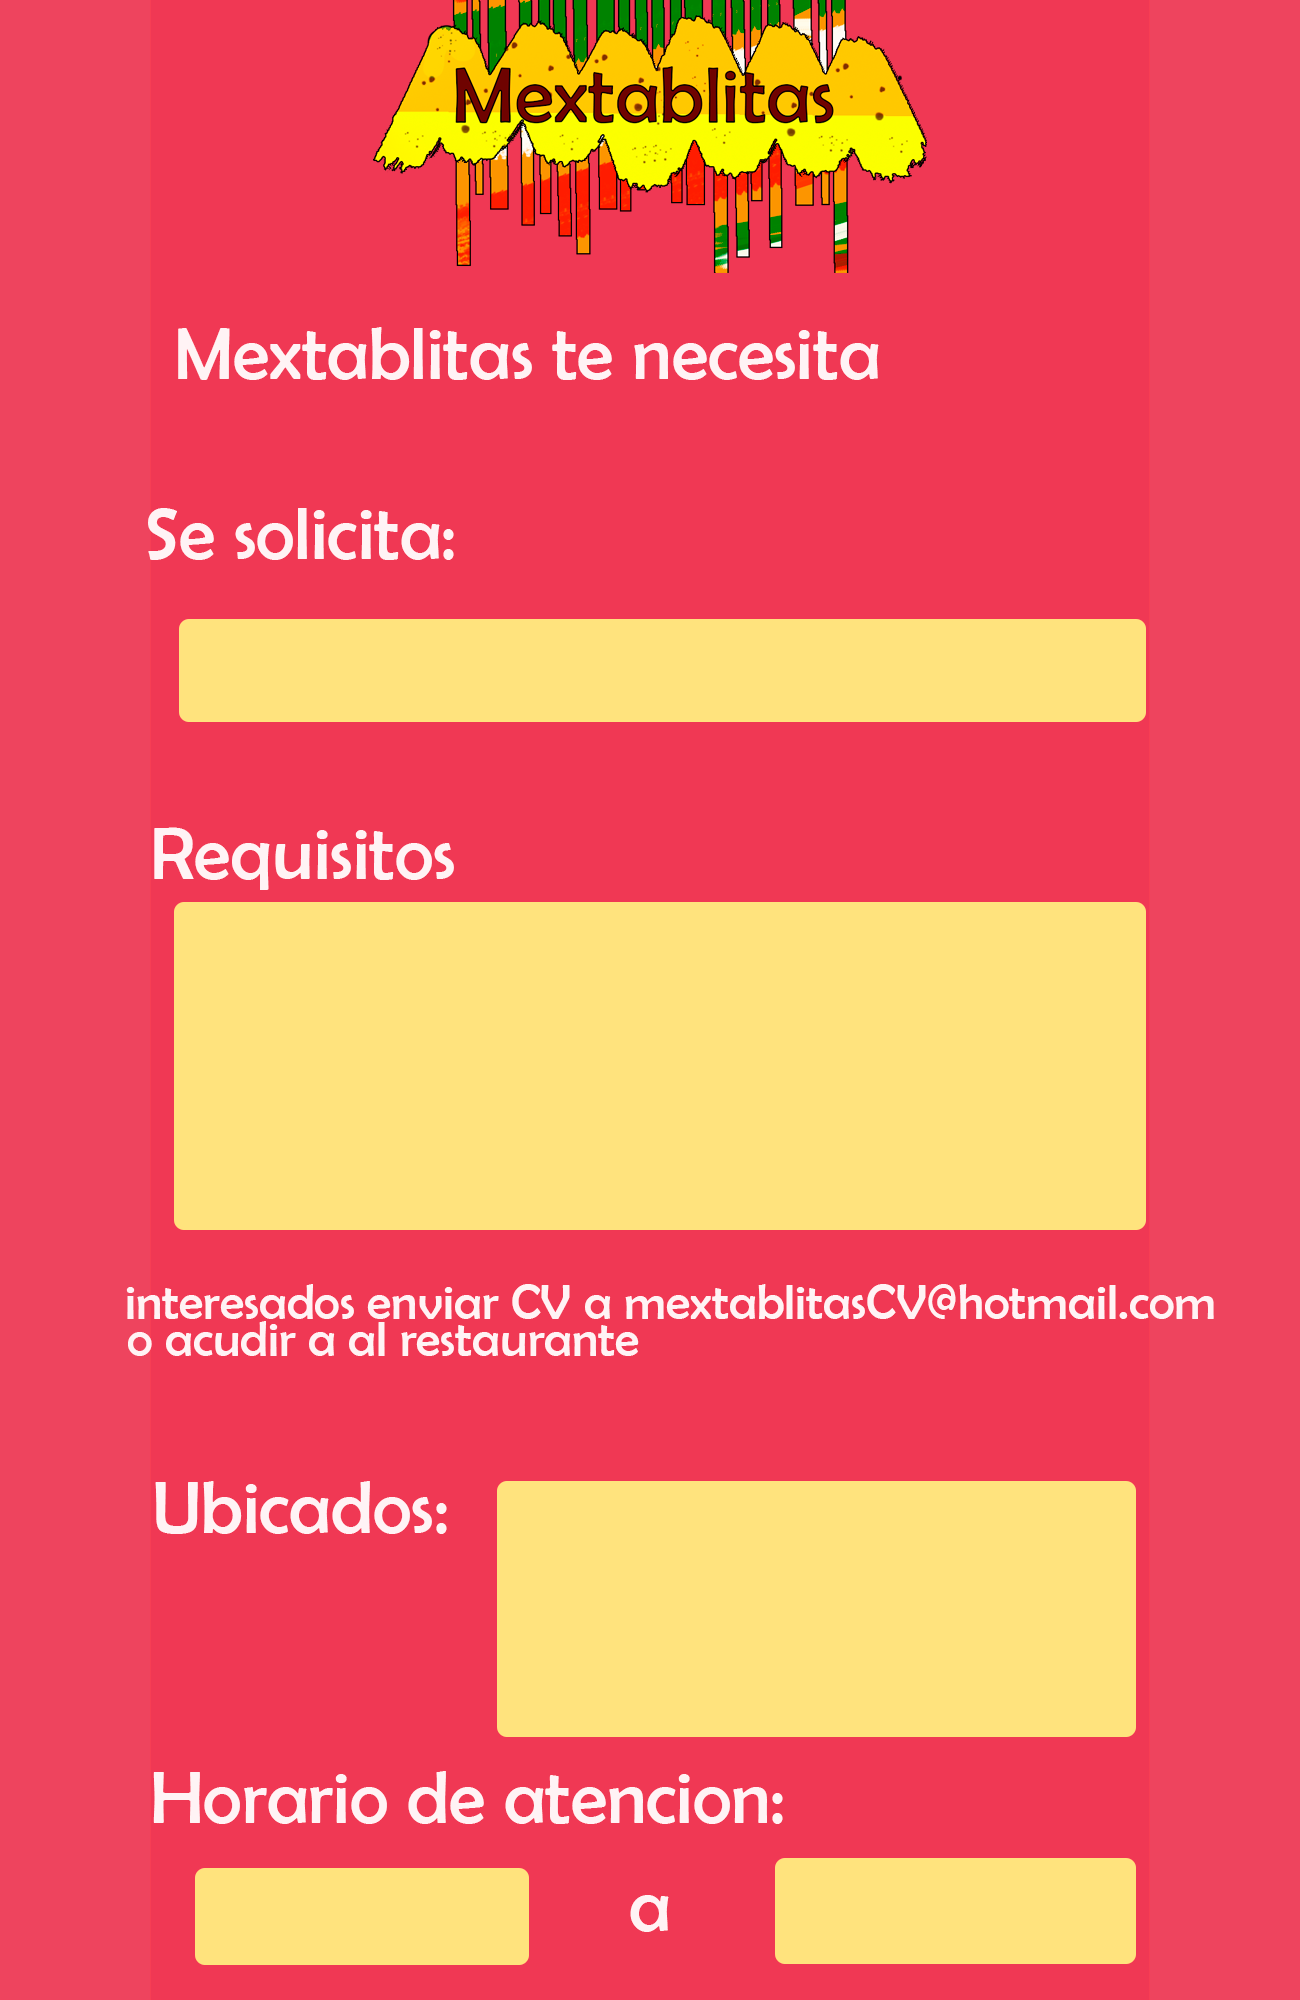 Mextablitas
Mextablitas te necesita
Se solicita:
Requisitos
interesados enviar CV a mextablitasCV@hotmail.com
o acudir a al restaurante
Ubicados:
Horario de atencion:
a